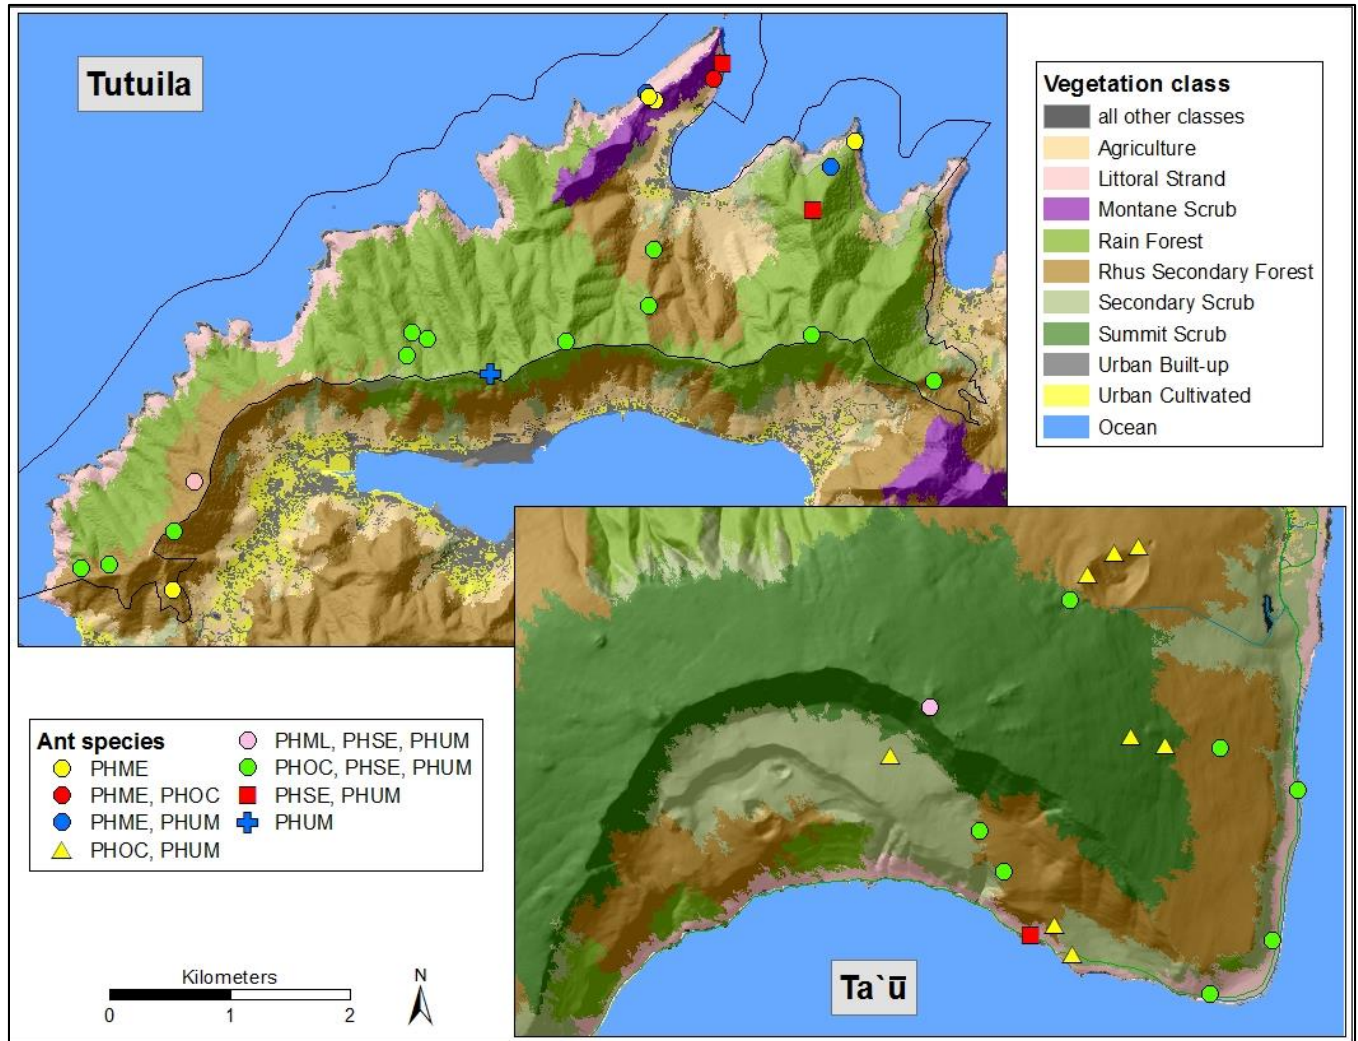 Tutuila
Vegetation class
all other classes
Agriculture
Littoral Strand
Montane Scrub
Rain Forest
Rhus Secondary Forest
Secondary Scrub
Summit Scrub
Urban Built-up
Urban Cultivated
Ocean
Ant species
PHME
PHME, PHOC
PHME, PHUM
PHOC, PHUM
PHML, PHSE, PHUM
PHOC, PHSE, PHUM
PHSE, PHUM
PHUM
Kilometers
0 1 2
N
Ta`ū